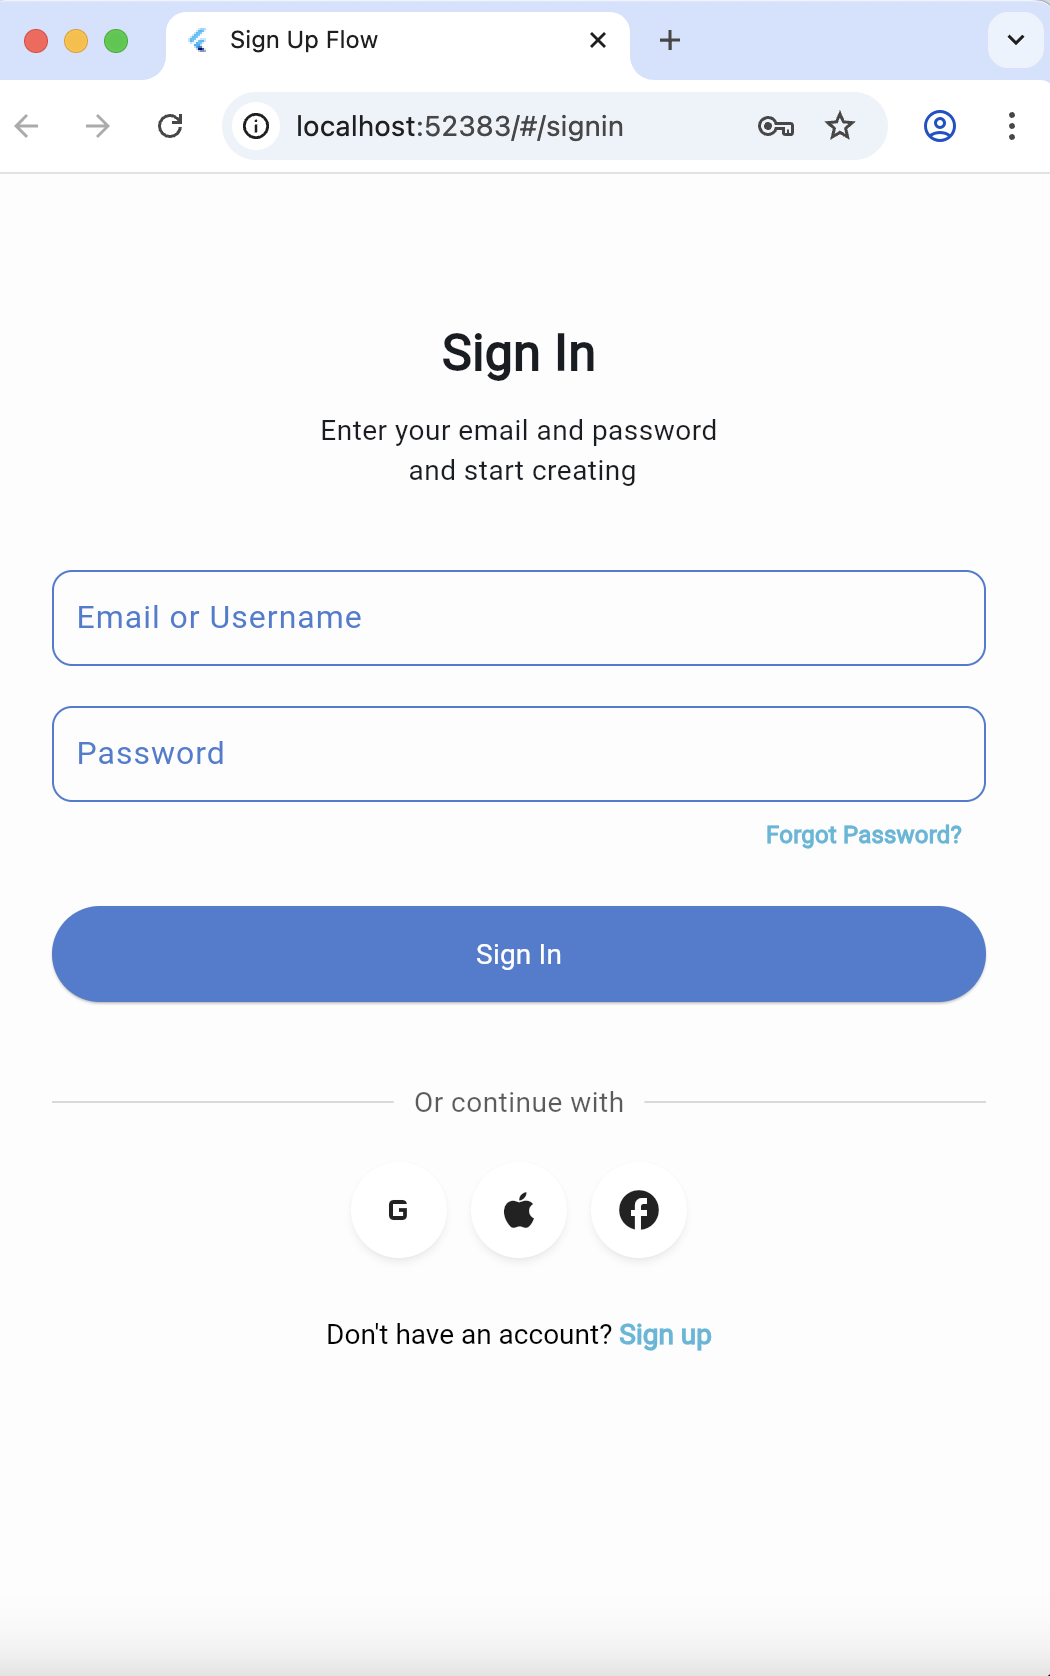 Sign Up Flow
localhost:52383/#/signin
Sign In
Enter your email and password
and start creating
Email or Username
Password
Forgot Password?
Sign In
Or continue with
G
Don't have an account? Sign up